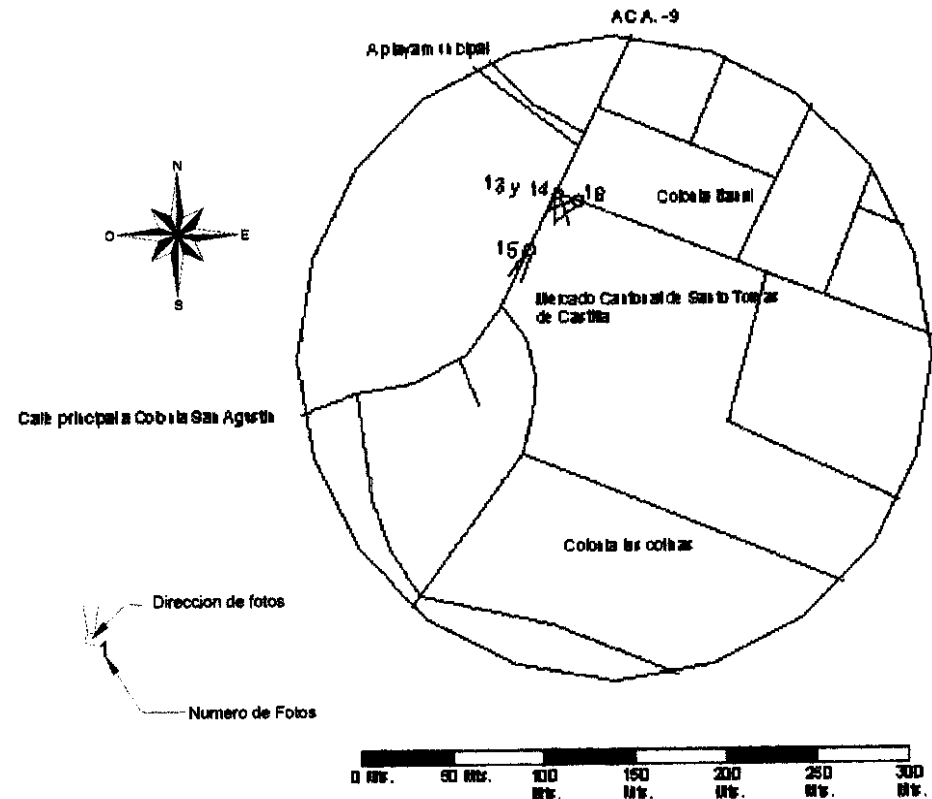 ACA.-9
A playa municipal
N
O
E
S
13 y 14
16
15
Colonia
Mercado Cantonal de Santo Tomas
de Castilla
Calle principal a Colonia San Agustin
Colonia las colinas
Direccion de fotos
1
Numero de Fotos
0 Mts.
50 Mts.
100
Mts.
150
Mts.
200
Mts.
250
Mts.
300
Mts.